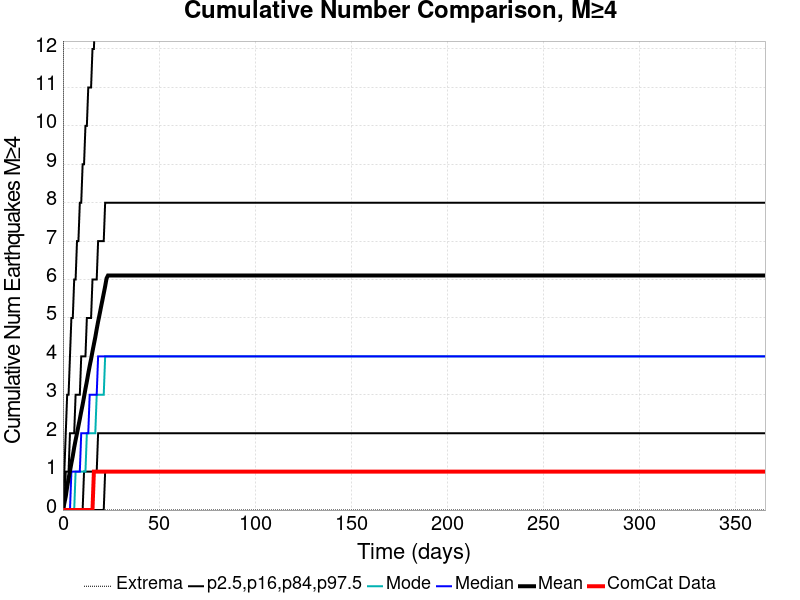 Cumulative Number Comparison, M≥4
Cumulative Num Earthquakes M≥4
12
11
10
9
8
7
6
5
4
3
2
1
0
0 50 100 150 200 250 300 350
Time (days)
Extrema p2.5,p16,p84,p97.5 Mode Median Mean ComCat Data